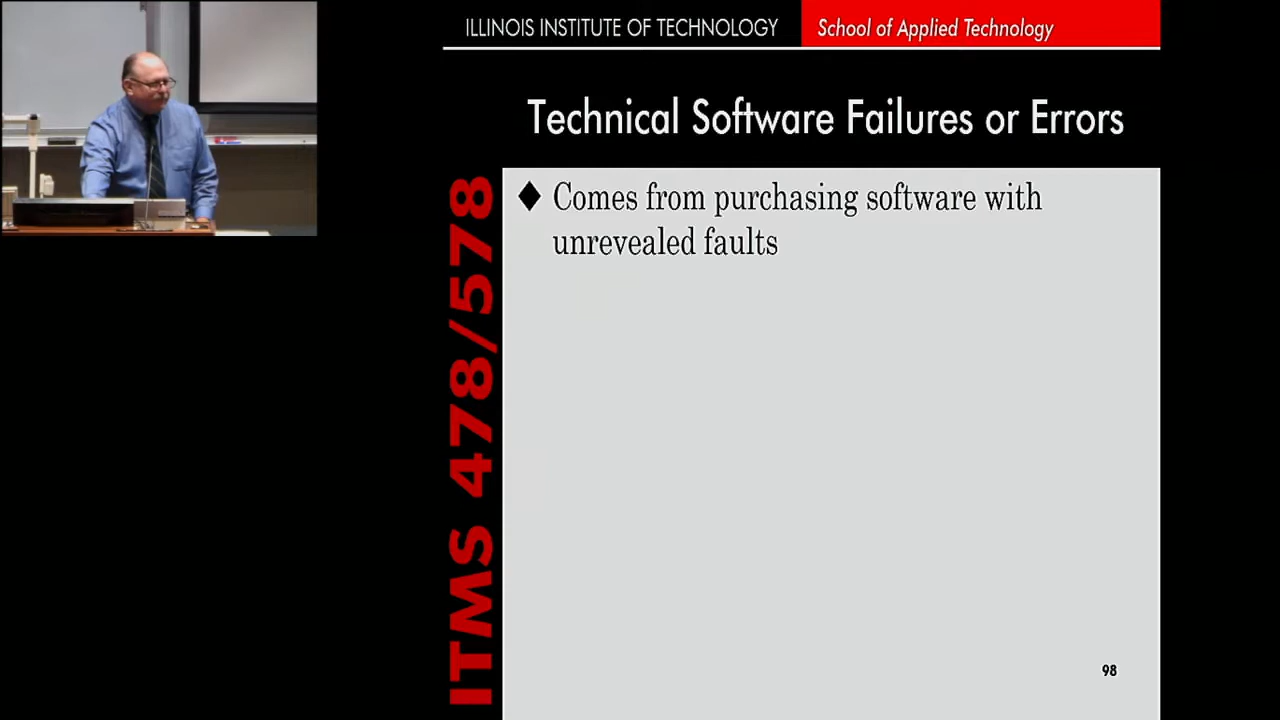 ILLINOIS INSTITUTE OF TECHNOLOGY School of Applied Technology
Technical Software Failures or Errors
ITMS 478/578
♦ Comes from purchasing software with
unrevealed faults
98